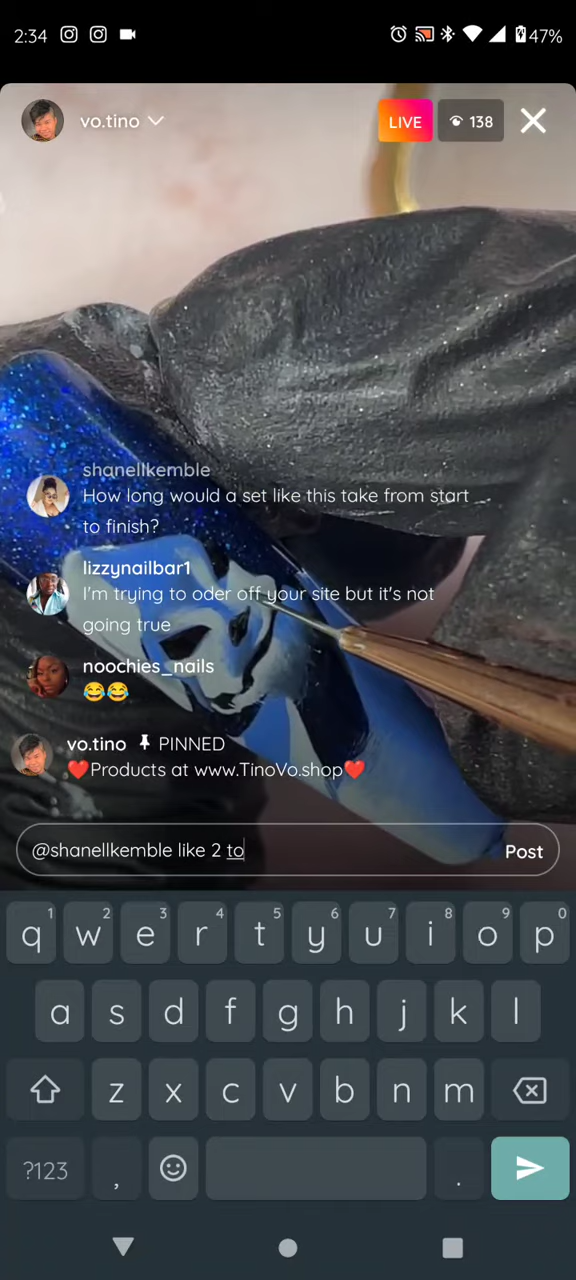 2:34 47%
vo.tino LIVE 138
shanellkemble
How long would a set like this take from start
to finish?
lizzynailbar1
I'm trying to oder off your site but it's not
going true
noochies_nails
😂😂
vo.tino PINNED
❤️Products at www.TinoVo.shop❤️
@shanellkemble like 2 to Post
1 2 3 4 5 6 7 8 9 0
q w e r t y u i o p
a s d f g h j k l
z x c v b n m
?123 , .